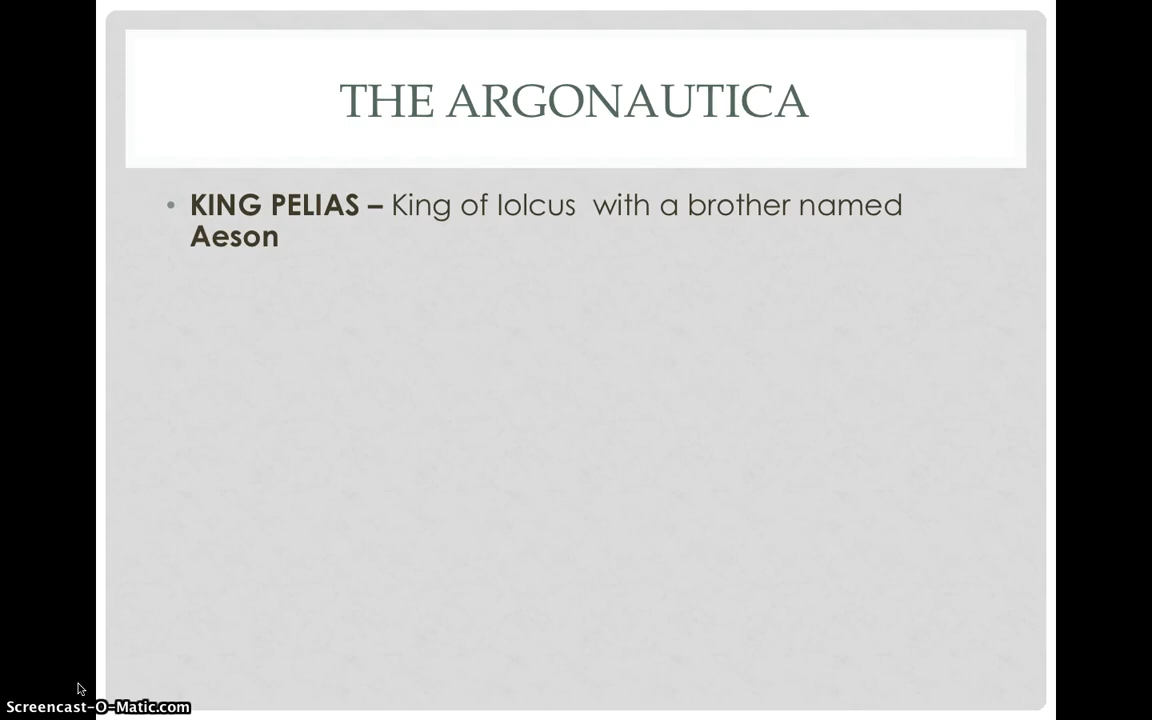 THE ARGONAUTICA
• KING PELIAS – King of Iolcus with a brother named
Aeson
Screencast-O-Matic.com